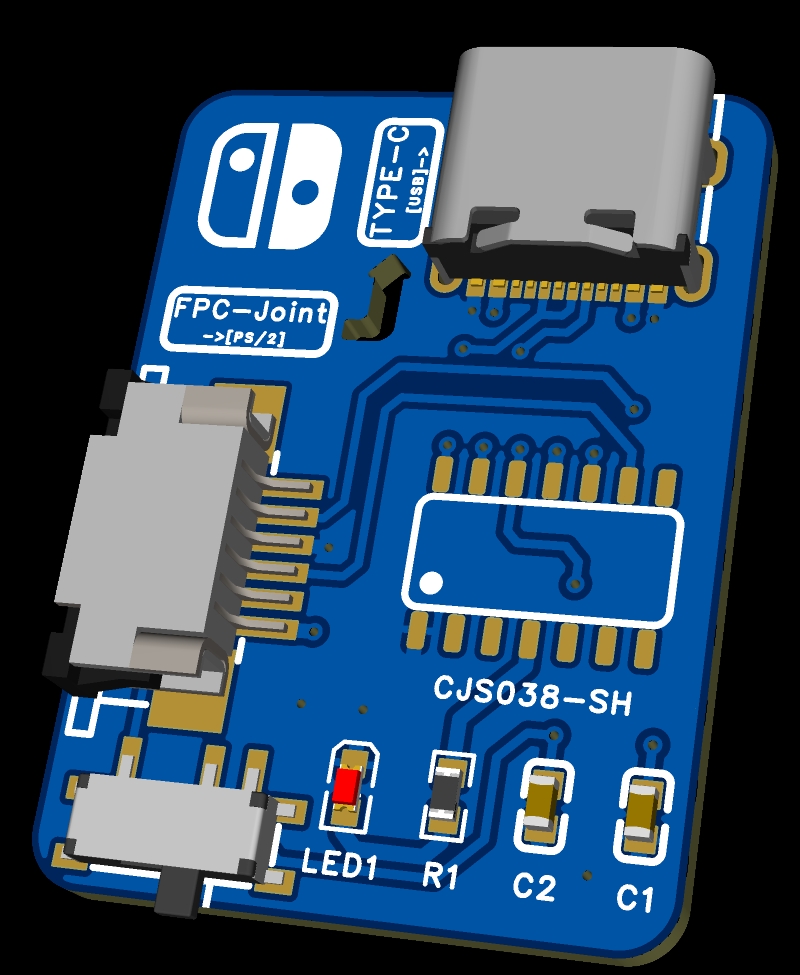 TYPE-C
[USB]->
FPC-Joint
->[PS/2]
CJS038-SH
LED1
R1
C2
C1